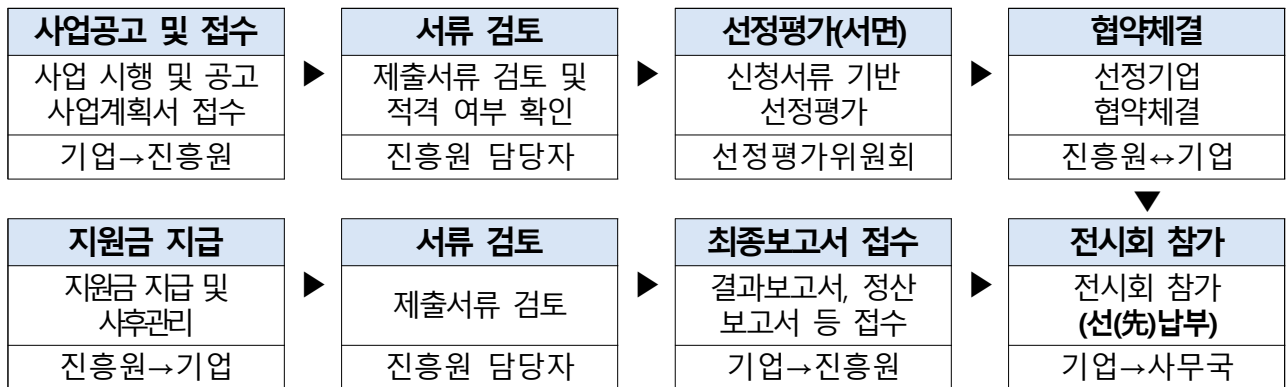 사업공고 및 접수
사업 시행 및 공고
사업계획서 접수
기업→진흥원
▶
서류 검토
제출서류 검토 및
적격 여부 확인
진흥원 담당자
▶
선정평가(서면)
신청서류 기반
선정평가
선정평가위원회
▶
협약체결
선정기업
협약체결
진흥원↔기업
▼
지원금 지급
지원금 지급 및
사후관리
진흥원→기업
▶
서류 검토
제출서류 검토
진흥원 담당자
▶
최종보고서 접수
결과보고서, 정산
보고서 등 접수
기업→진흥원
▶
전시회 참가
전시회 참가
(선(先)납부)
기업→사무국